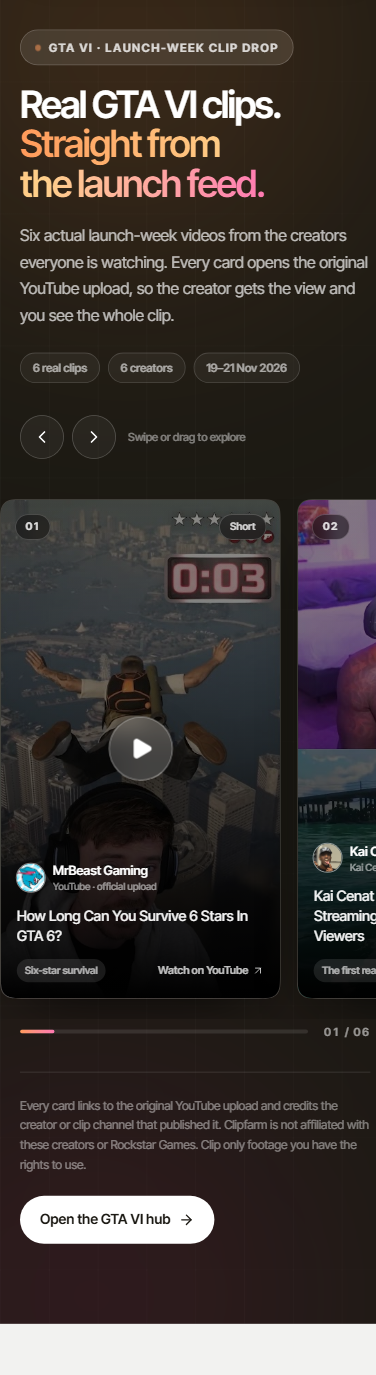 GTA VI · LAUNCH-WEEK CLIP DROP
Real GTA VI clips.
Straight from
the launch feed.
Six actual launch-week videos from the creators
everyone is watching. Every card opens the original
YouTube upload, so the creator gets the view and
you see the whole clip.
6 real clips
6 creators
19–21 Nov 2026
Swipe or drag to explore
01
Short
0:03
MrBeast Gaming
YouTube · official upload
How Long Can You Survive 6 Stars In
GTA 6?
Six-star survival
Watch on YouTube
02
Kai C
Kai Ce
Kai Cenat
Streaming
Viewers
The first rea
01 / 06
Every card links to the original YouTube upload and credits the
creator or clip channel that published it. Clipfarm is not affiliated with
these creators or Rockstar Games. Clip only footage you have the
rights to use.
Open the GTA VI hub